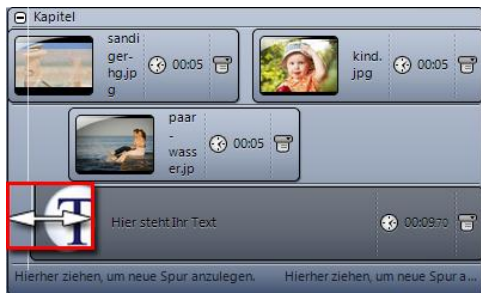 Kapitel
sandi
ger-
hg.jp
g
00:05
kind.
jpg
00:05
paar
-
wass
er.jp
00:05
T
Hier steht Ihr Text
00:09:70
Hierher ziehen, um neue Spur anzulegen.
Hierher ziehen, um neue Spur a...